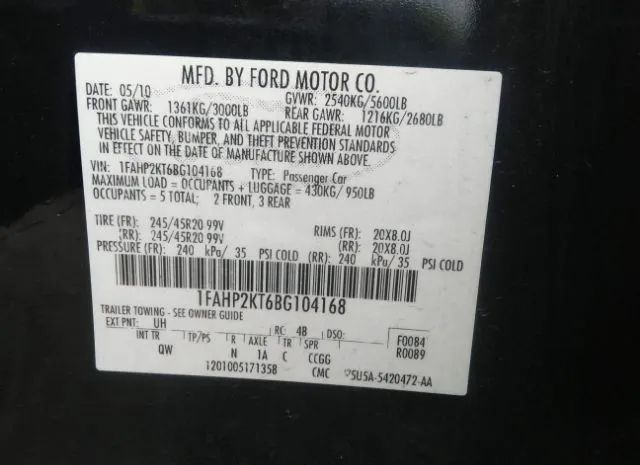 MFD. BY FORD MOTOR CO.
DATE: 05/10 GVWR: 2540KG/5600LB
FRONT GAWR: 1361KG/3000LB REAR GAWR: 1216KG/2680LB
THIS VEHICLE CONFORMS TO ALL APPLICABLE FEDERAL MOTOR
VEHICLE SAFETY, BUMPER, AND THEFT PREVENTION STANDARDS
IN EFFECT ON THE DATE OF MANUFACTURE SHOWN ABOVE.
VIN: 1FAHP2KT6BG104168 TYPE: Passenger Car
MAXIMUM LOAD = OCCUPANTS + LUGGAGE = 430KG/950LB
OCCUPANTS = 5 TOTAL; 2 FRONT, 3 REAR
TIRE (FR): 245/45R20 99V RIMS (FR): 20X8.0J
(RR): 245/45R20 99V (RR): 20X8.0J
PRESSURE (FR): 240 kPa/ 35 PSI COLD (RR): 240 kPa/ 35 PSI COLD
1FAHP2KT6BG104168
TRAILER TOWING - SEE OWNER GUIDE
EXT PNT: UH RC: 4B DSO: F0084
INT TR TP/PS R AXLE TR SPR R0089
QW N 1A C CCGG
1201005171358 CMC 5U5A-5420472-AA